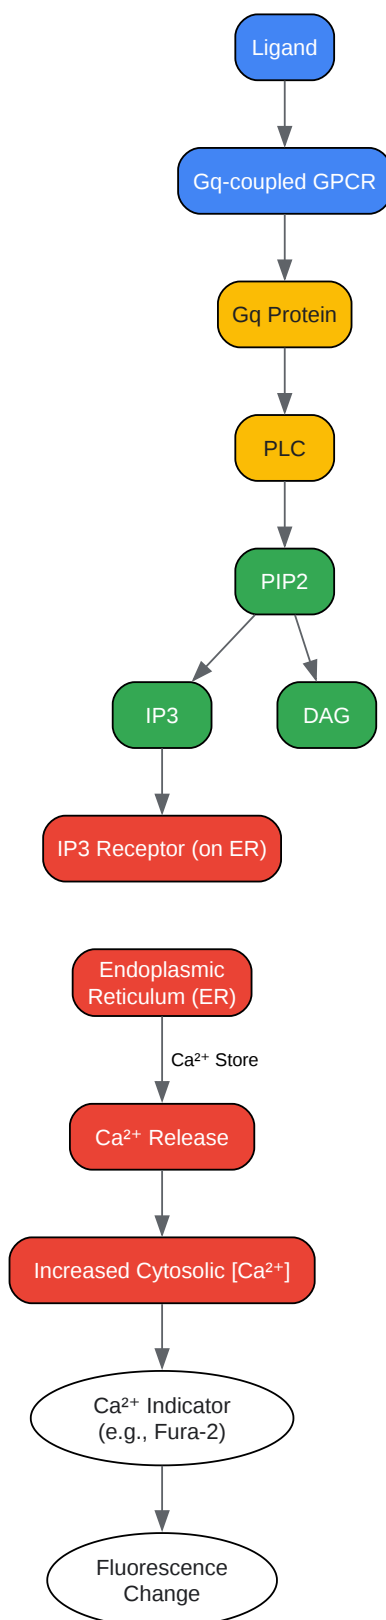 Ligand
Gq-coupled GPCR
Gq Protein
PLC
PIP2
IP3
DAG
IP3 Receptor (on ER)
Endoplasmic
Reticulum (ER)
Ca²⁺ Store
Ca²⁺ Release
Increased Cytosolic [Ca²⁺]
Ca²⁺ Indicator
(e.g., Fura-2)
Fluorescence
Change